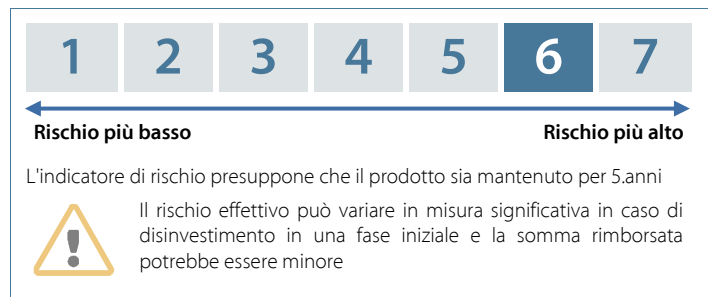 1 2 3 4 5 6 7
Rischio più basso Rischio più alto
L'indicatore di rischio presuppone che il prodotto sia mantenuto per 5.anni
Il rischio effettivo può variare in misura significativa in caso di
disinvestimento in una fase iniziale e la somma rimborsata
potrebbe essere minore